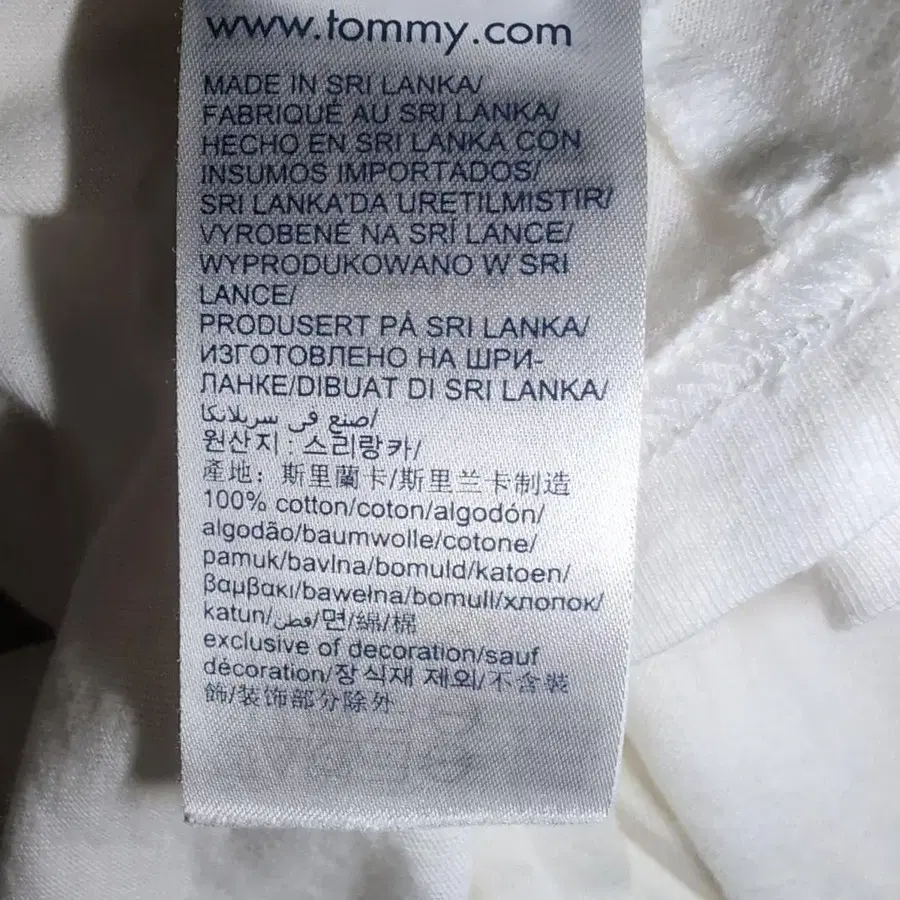 www.tommy.com
MADE IN SRI LANKA/
FABRIQUÉ AU SRI LANKA/
HECHO EN SRI LANKA CON
INSUMOS IMPORTADOS/
SRI LANKA'DA URETILMISTIR/
VYROBENÉ NA SRÍ LANCE/
WYPRODUKOWANO W SRI
LANCE/
PRODUSERT PÅ SRI LANKA/
ИЗГОТОВЛЕНО НА ШРИ-
ЛАНКЕ/DIBUAT DI SRI LANKA/
صنع في سريلانكا/
원산지 : 스리랑카/
產地: 斯里蘭卡/斯里兰卡制造
100% cotton/coton/algodón/
algodão/baumwolle/cotone/
pamuk/bavlna/bomuld/katoen/
βαμβακι/bawełna/bomull/хлопок/
katun/قطن/면/綿/棉
exclusive of decoration/sauf
décoration/장식재 제외/不含裝
飾/装饰部分除外